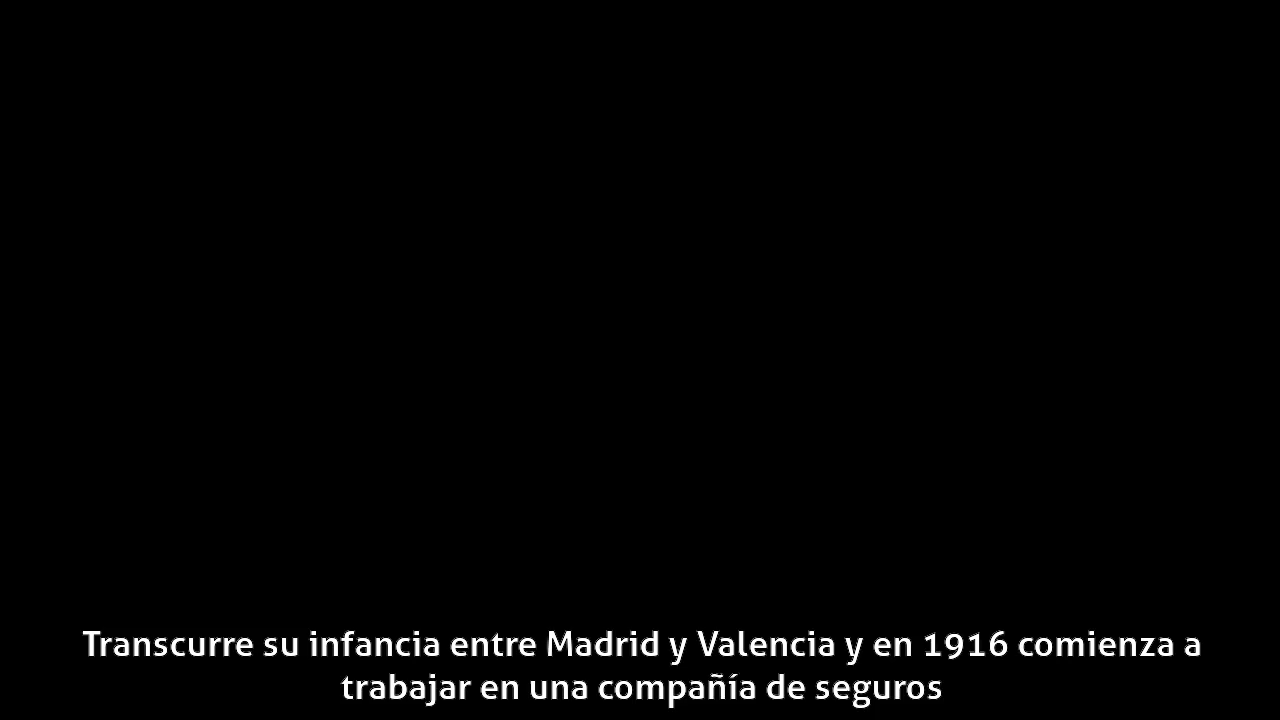 Transcurre su infancia entre Madrid y Valencia y en 1916 comienza a
trabajar en una compañía de seguros